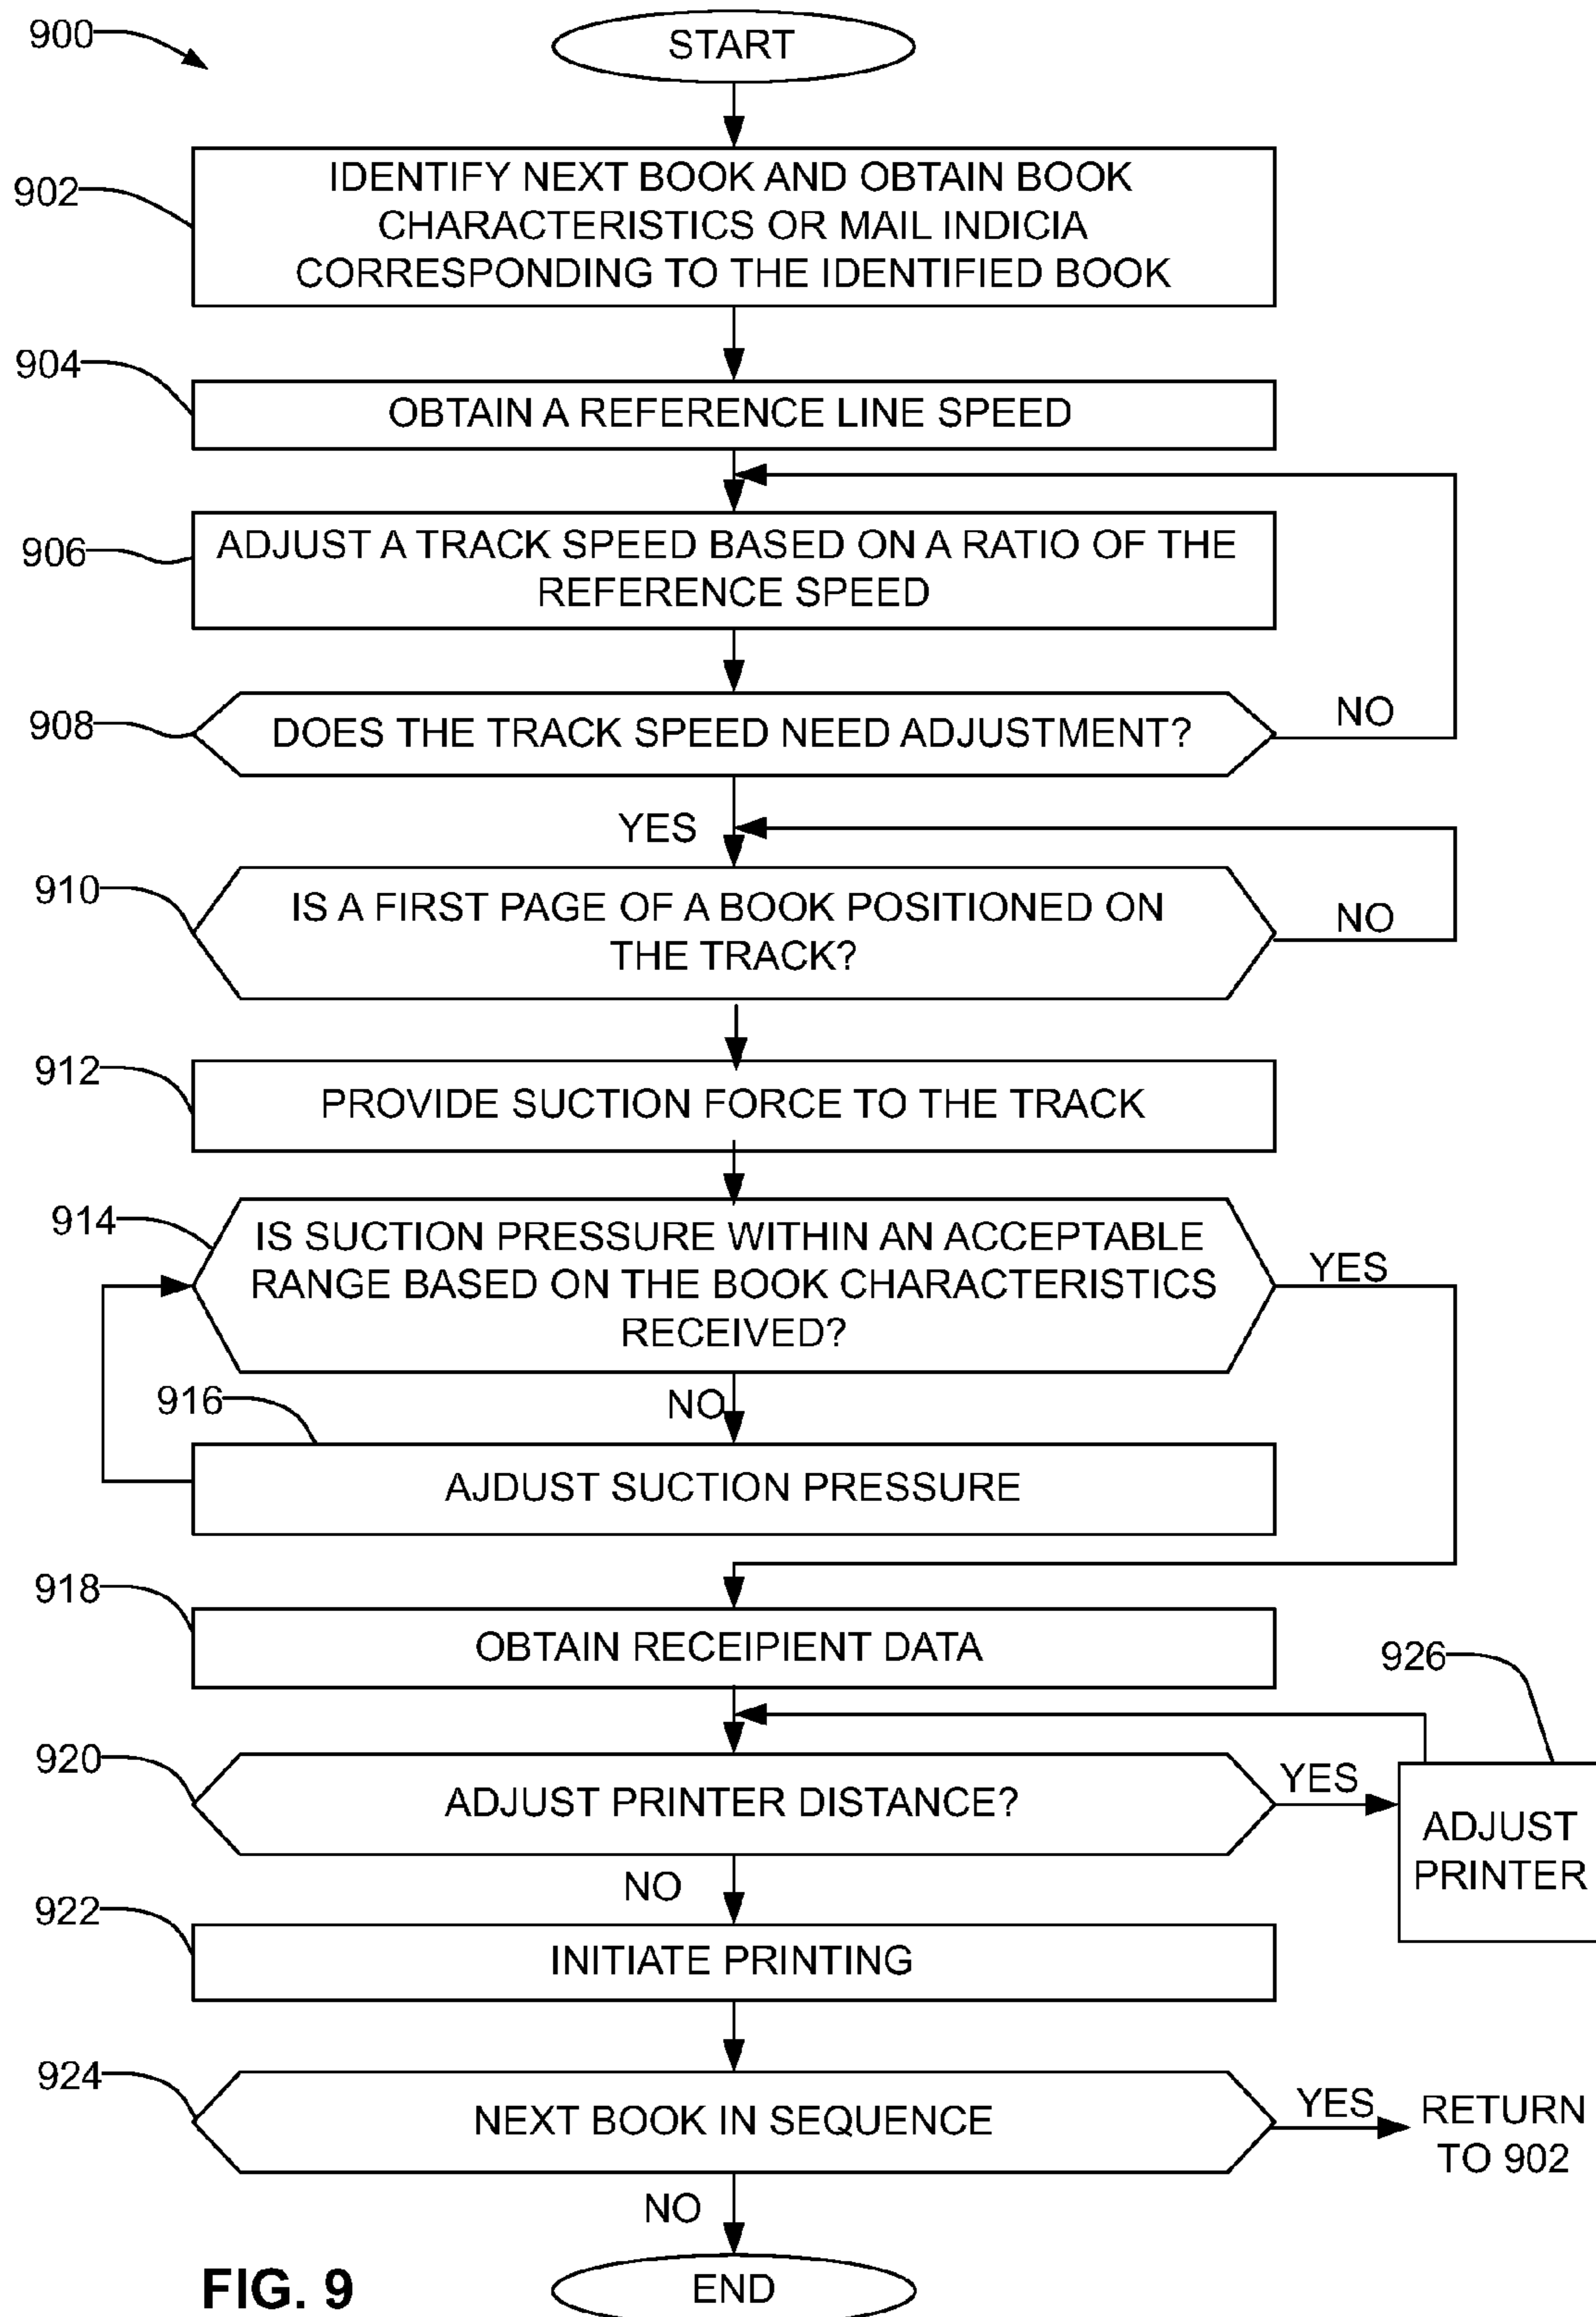 900
START
902
IDENTIFY NEXT BOOK AND OBTAIN BOOK
CHARACTERISTICS OR MAIL INDICIA
CORRESPONDING TO THE IDENTIFIED BOOK
904
OBTAIN A REFERENCE LINE SPEED
906
ADJUST A TRACK SPEED BASED ON A RATIO OF THE
REFERENCE SPEED
908
DOES THE TRACK SPEED NEED ADJUSTMENT?
NO
YES
910
IS A FIRST PAGE OF A BOOK POSITIONED ON
THE TRACK?
NO
912
PROVIDE SUCTION FORCE TO THE TRACK
914
IS SUCTION PRESSURE WITHIN AN ACCEPTABLE
RANGE BASED ON THE BOOK CHARACTERISTICS
RECEIVED?
YES
NO
916
AJDUST SUCTION PRESSURE
918
OBTAIN RECEIPIENT DATA
926
920
ADJUST PRINTER DISTANCE?
YES
ADJUST
PRINTER
NO
922
INITIATE PRINTING
924
NEXT BOOK IN SEQUENCE
YES
RETURN
TO 902
NO
END
FIG. 9